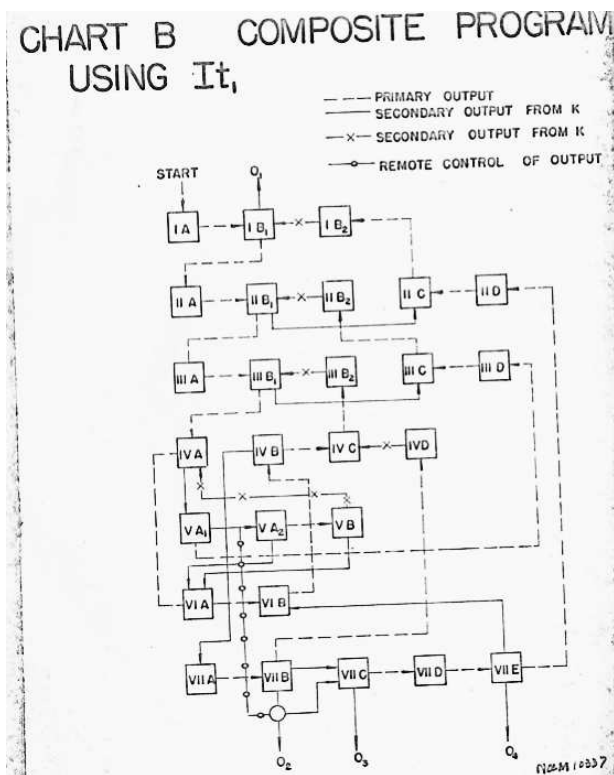 CHART B COMPOSITE PROGRAM
USING It₁
PRIMARY OUTPUT
SECONDARY OUTPUT FROM K
SECONDARY OUTPUT FROM K
REMOTE CONTROL OF OUTPUT
START O₁
I A I B₁ I B₂
II A II B₁ II B₂ II C II D
III A III B₁ III B₂ III C III D
IV A IV B IV C IV D
V A₁ V A₂ V B
VI A VI B
VII A VII B VII C VII D VII E
O₂ O₃ O₄